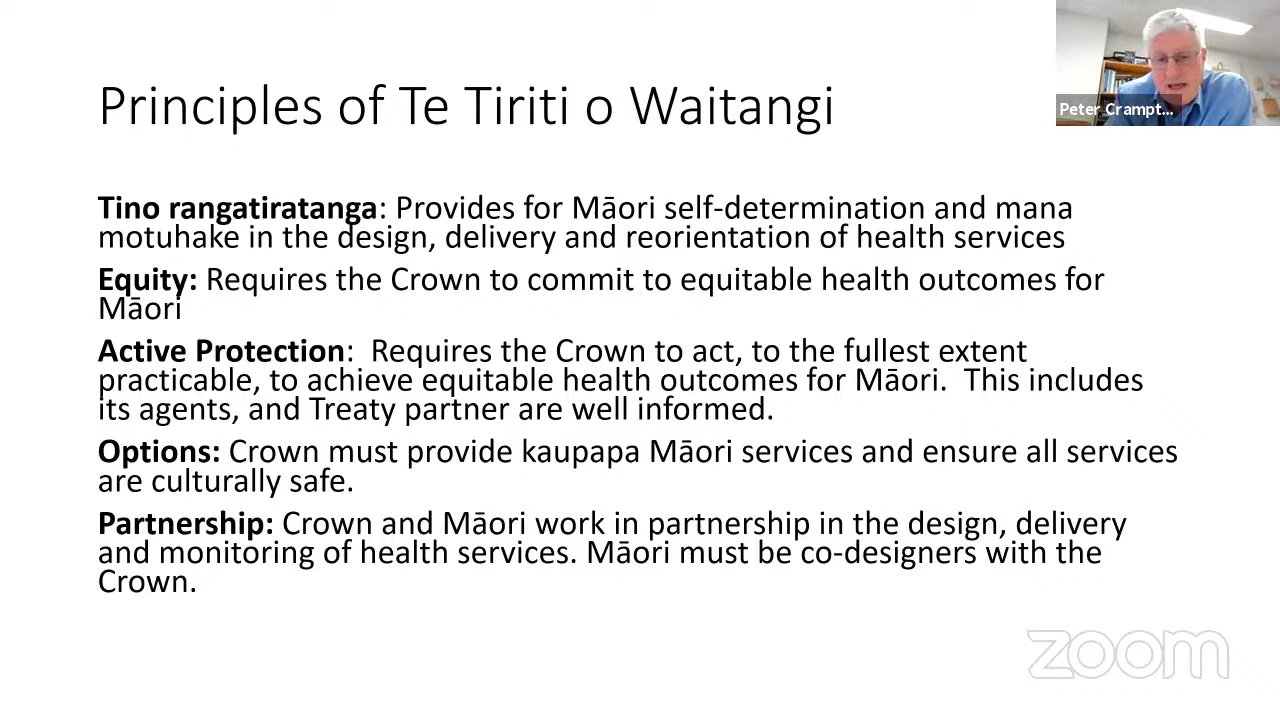 Principles of Te Tiriti o Waitangi
Peter Crampt...
Tino rangatiratanga: Provides for Māori self-determination and mana
motuhake in the design, delivery and reorientation of health services
Equity: Requires the Crown to commit to equitable health outcomes for
Māori
Active Protection:  Requires the Crown to act, to the fullest extent
practicable, to achieve equitable health outcomes for Māori.  This includes
its agents, and Treaty partner are well informed.
Options: Crown must provide kaupapa Māori services and ensure all services
are culturally safe.
Partnership: Crown and Māori work in partnership in the design, delivery
and monitoring of health services. Māori must be co-designers with the
Crown.
zoom